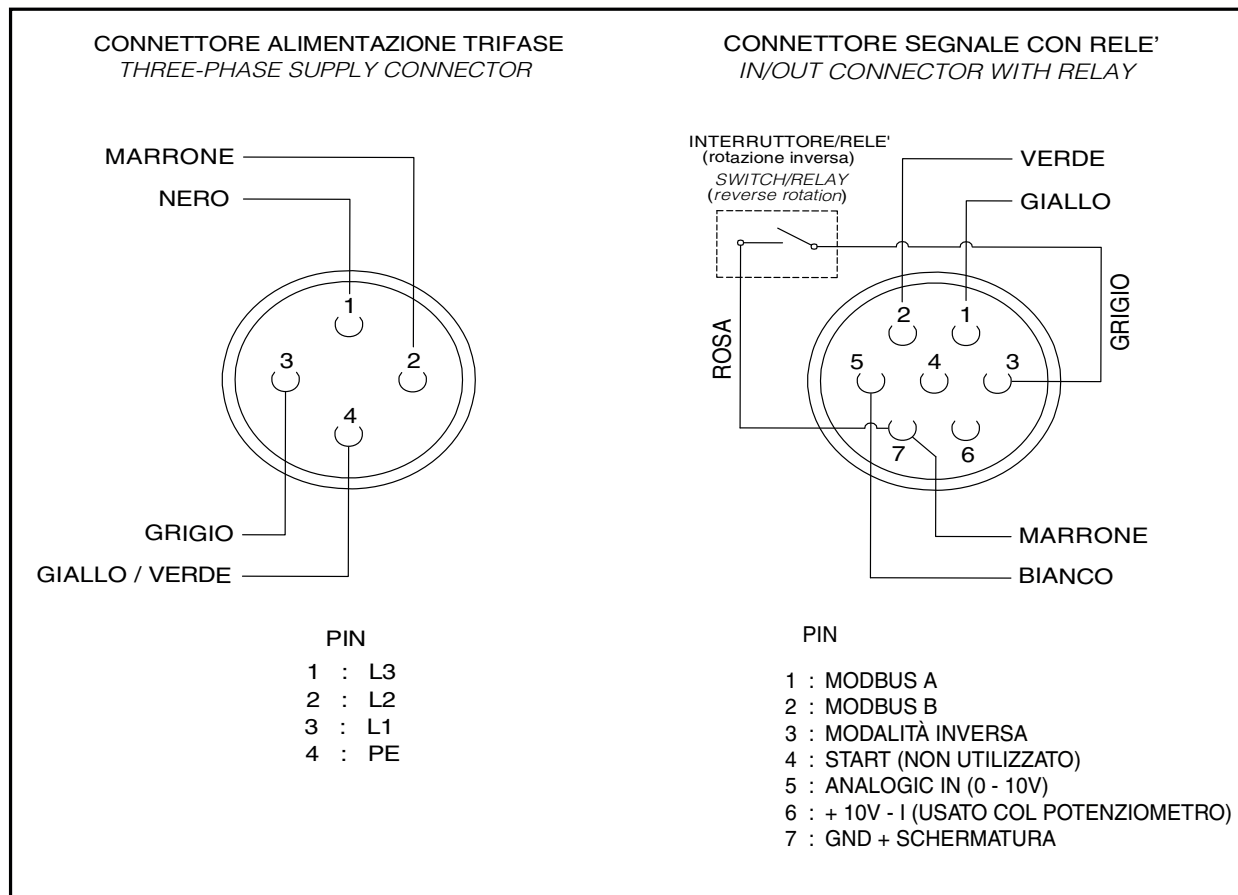 CONNETTORE ALIMENTAZIONE TRIFASE
THREE-PHASE SUPPLY CONNECTOR
MARRONE
NERO
1
3
2
4
GRIGIO
GIALLO / VERDE
PIN
1 : L3
2 : L2
3 : L1
4 : PE
CONNETTORE SEGNALE CON RELE'
IN/OUT CONNECTOR WITH RELAY
INTERRUTTORE/RELE'
(rotazione inversa)
SWITCH/RELAY
(reverse rotation)
VERDE
GIALLO
ROSA
GRIGIO
2
1
5
4
3
7
6
MARRONE
BIANCO
PIN
1 : MODBUS A
2 : MODBUS B
3 : MODALITÀ INVERSA
4 : START (NON UTILIZZATO)
5 : ANALOGIC IN (0 - 10V)
6 : + 10V - I (USATO COL POTENZIOMETRO)
7 : GND + SCHERMATURA